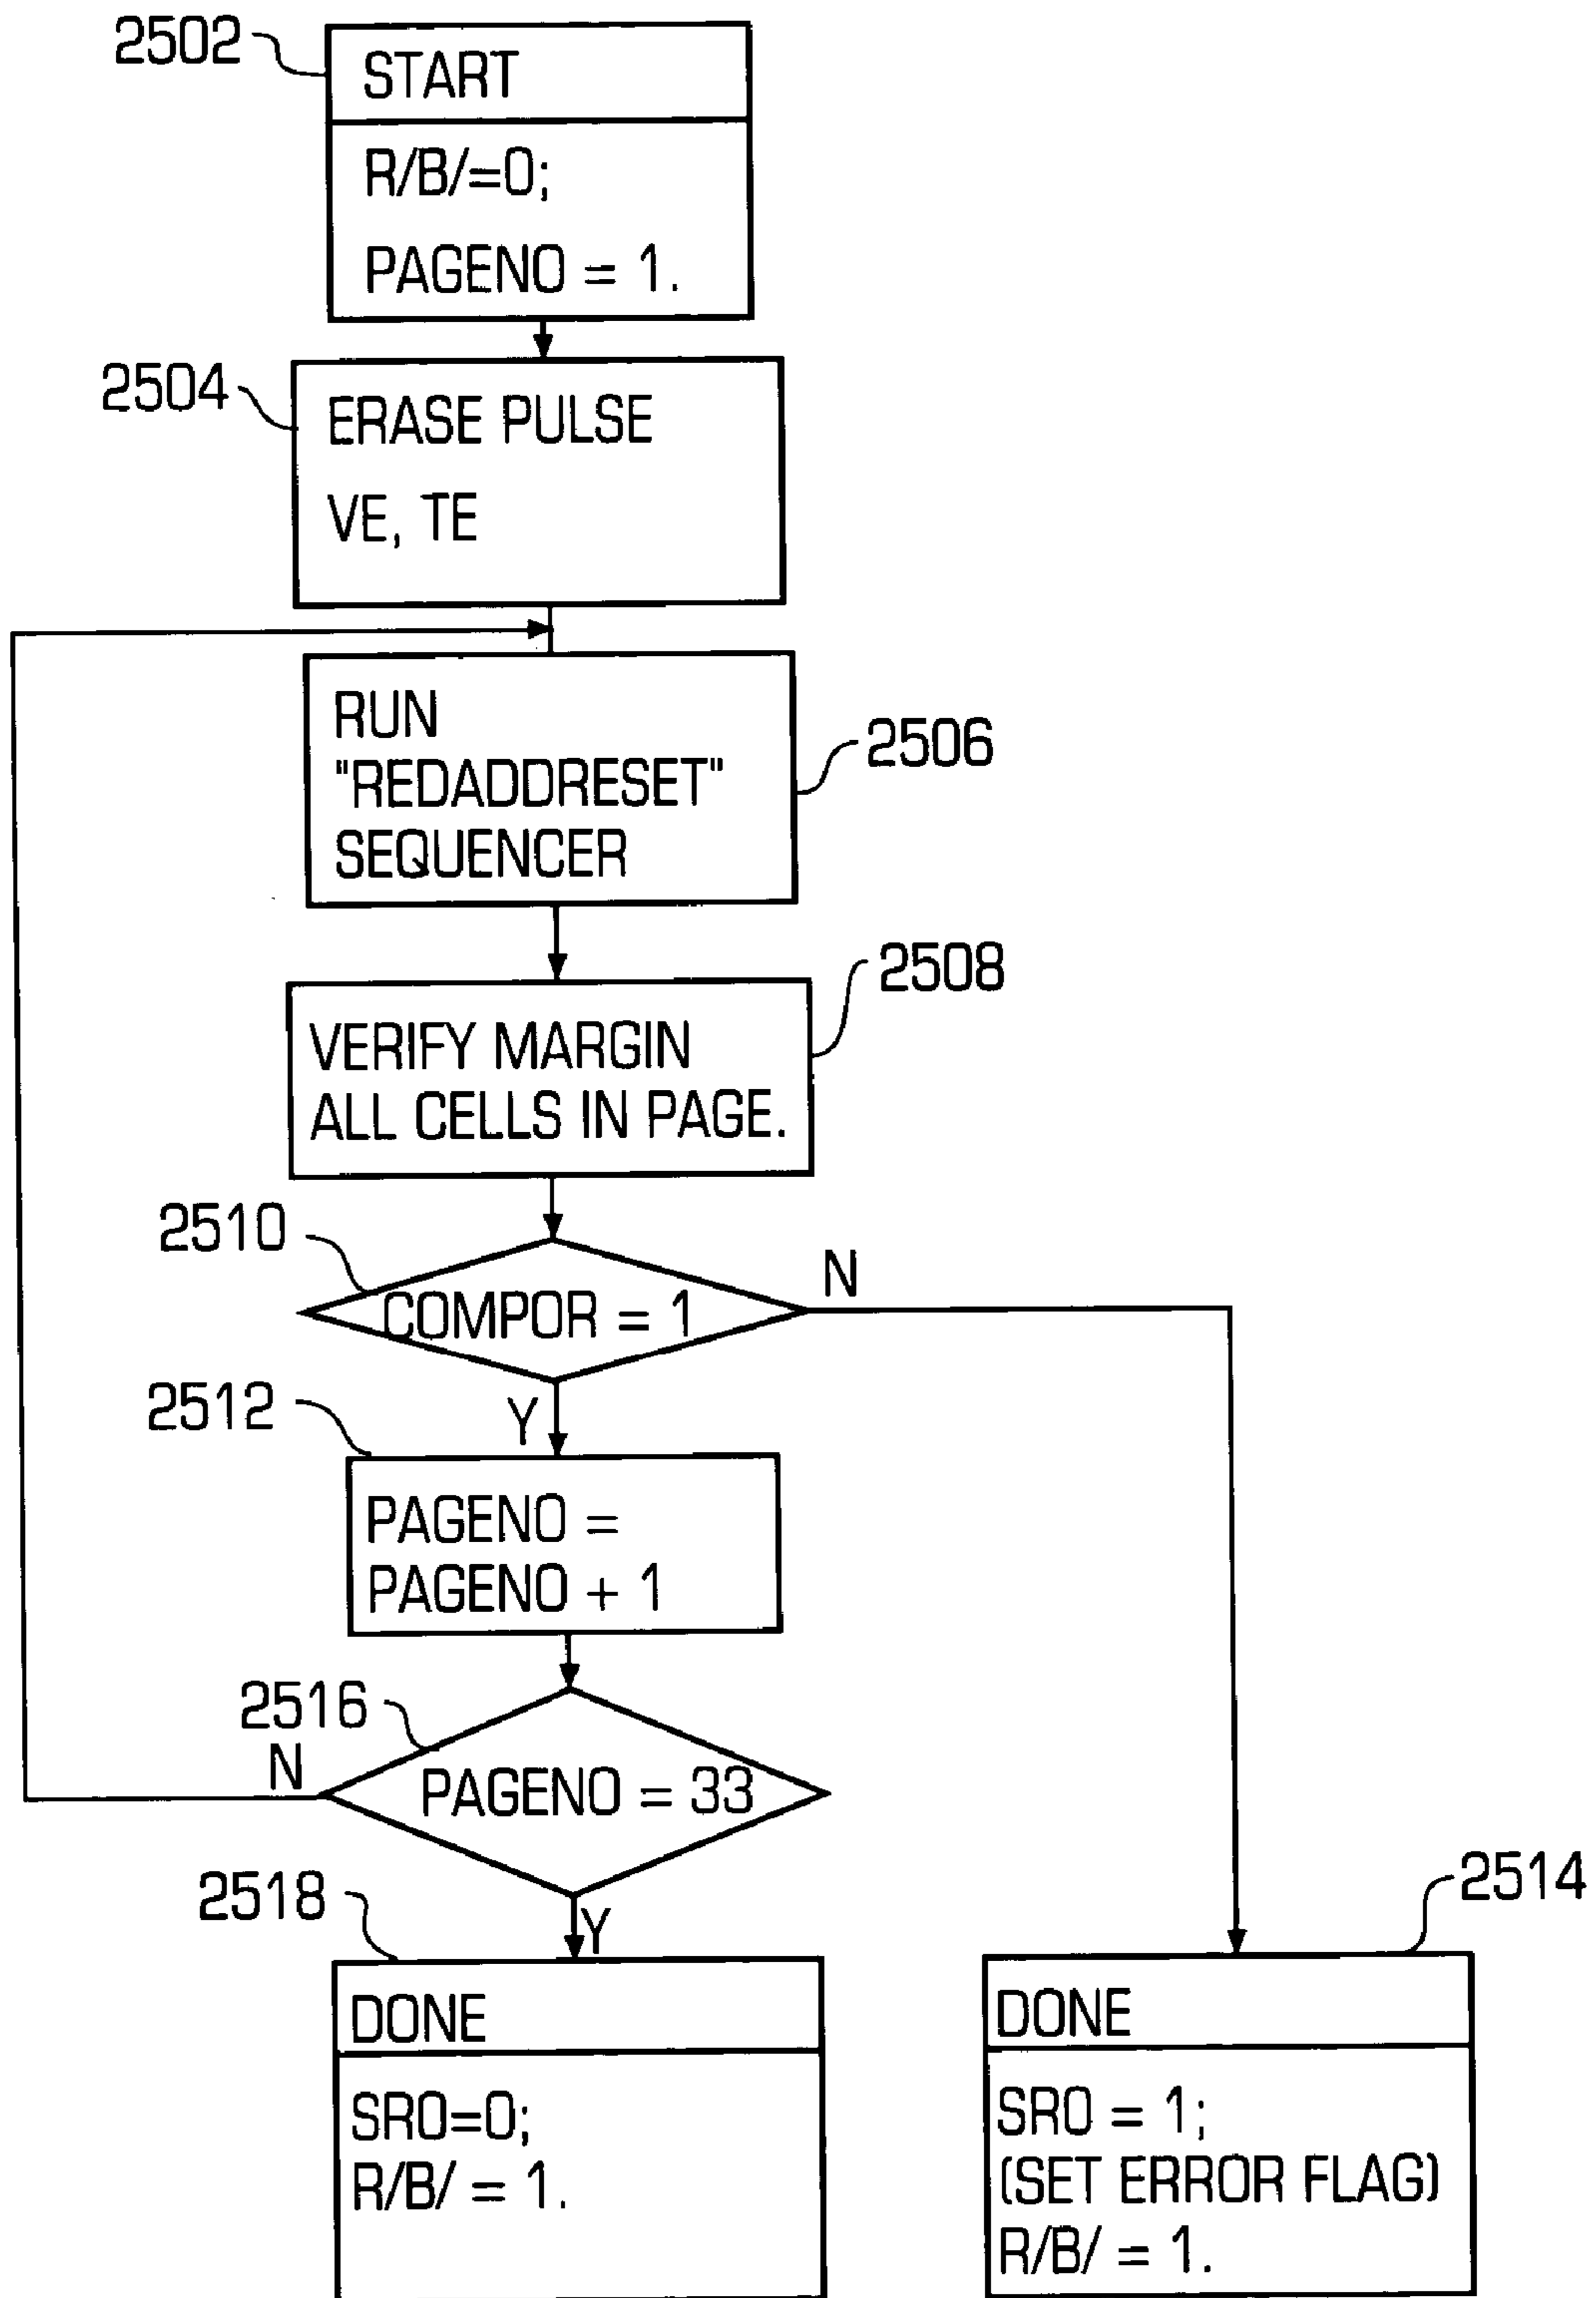 2502
START
R/B/=0;
PAGENO = 1.
2504
ERASE PULSE
VE, TE
RUN
"REDADDRESET"
SEQUENCER
2506
2508
VERIFY MARGIN
ALL CELLS IN PAGE.
2510
N
COMPOR = 1
2512
Y
PAGENO =
PAGENO + 1
2516
N
PAGENO = 33
2518
Y
2514
DONE
SR0=0;
R/B/ = 1.
DONE
SR0 = 1;
(SET ERROR FLAG)
R/B/ = 1.